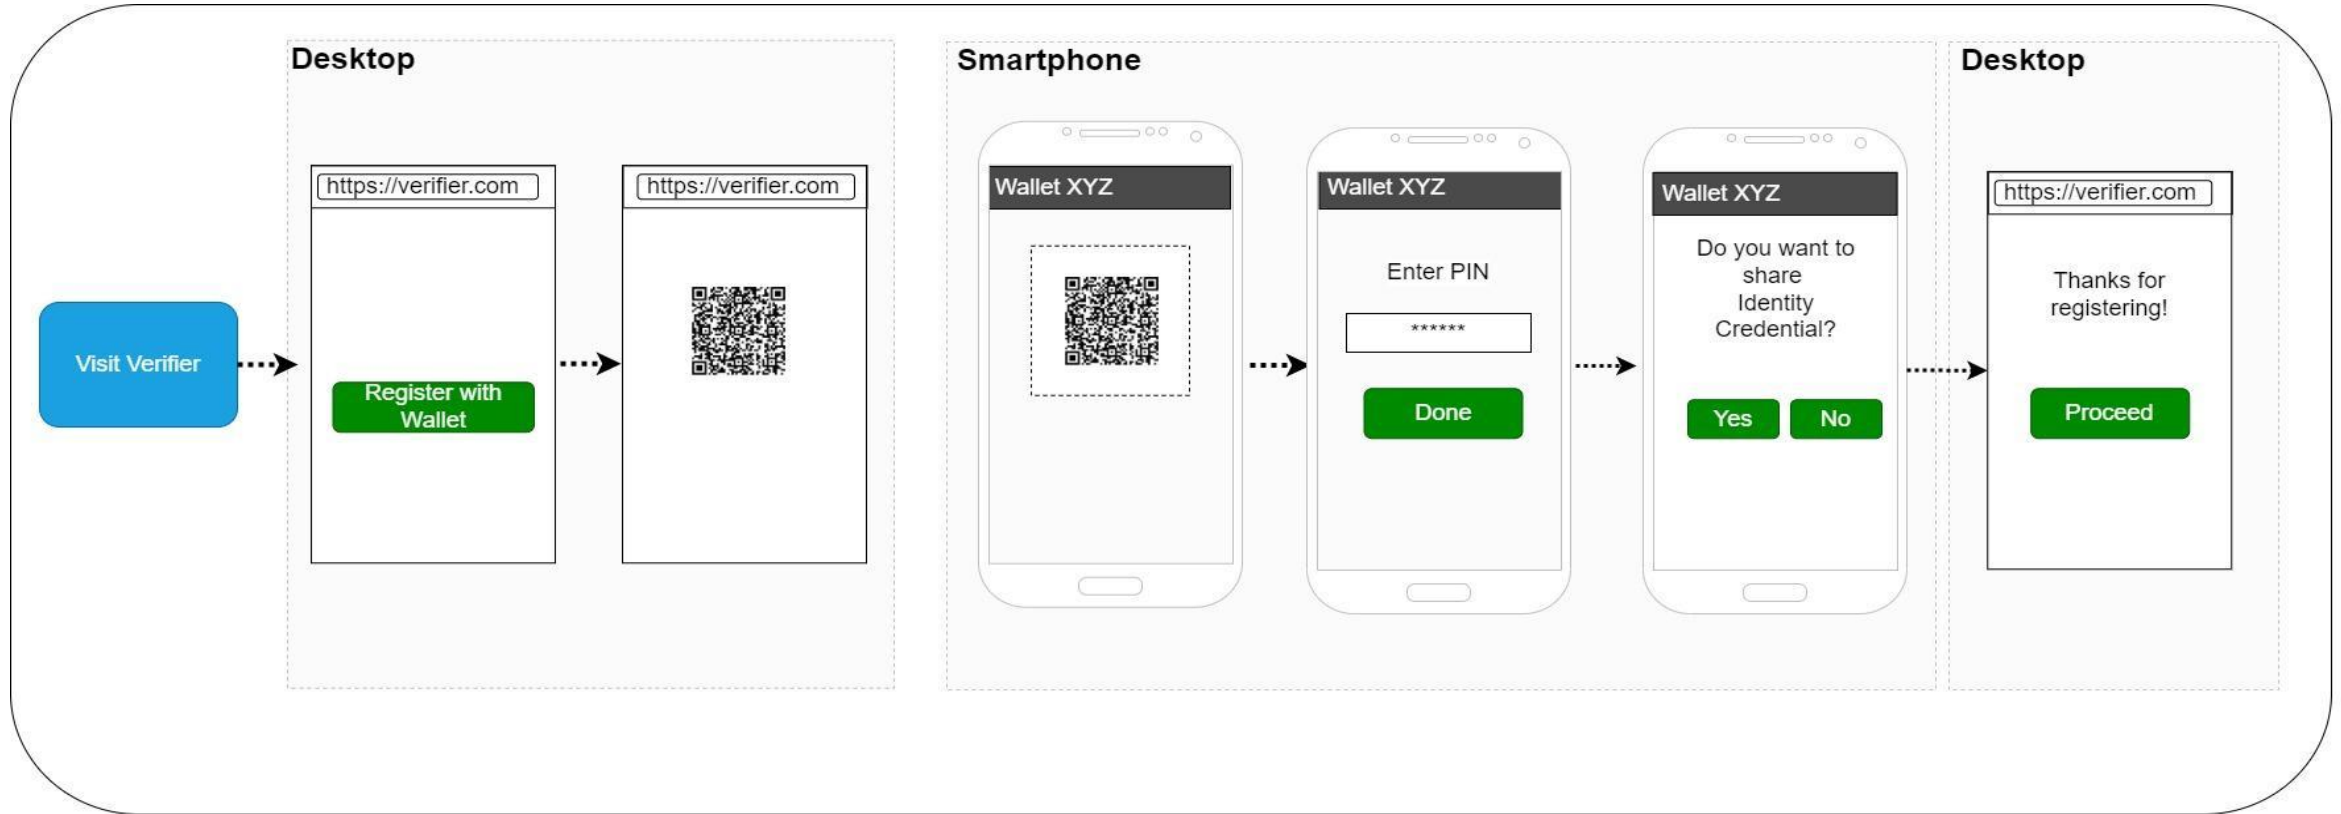 Desktop
Smartphone
Desktop
Visit Verifier
https://verifier.com
Register with
Wallet
https://verifier.com
Wallet XYZ
Wallet XYZ
Enter PIN
******
Done
Wallet XYZ
Do you want to
share
Identity
Credential?
Yes
No
https://verifier.com
Thanks for
registering!
Proceed